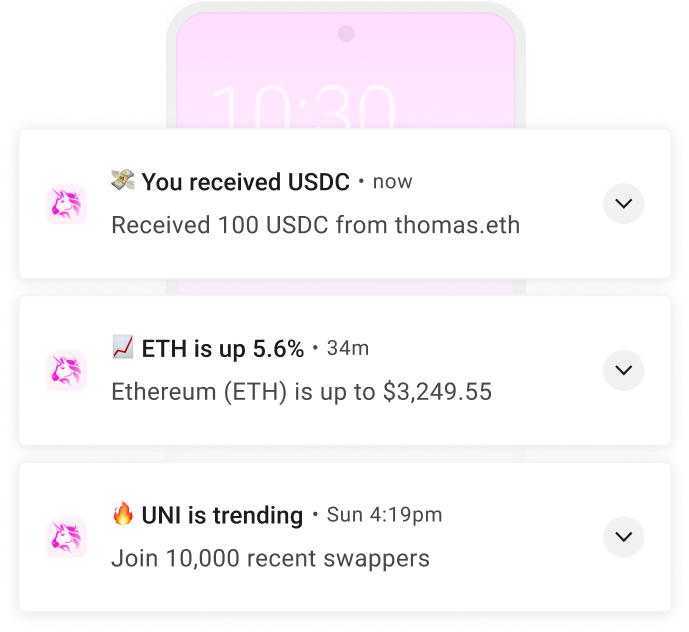 10:30
💸 You received USDC • now
Received 100 USDC from thomas.eth
📈 ETH is up 5.6% • 34m
Ethereum (ETH) is up to $3,249.55
🔥 UNI is trending • Sun 4:19pm
Join 10,000 recent swappers